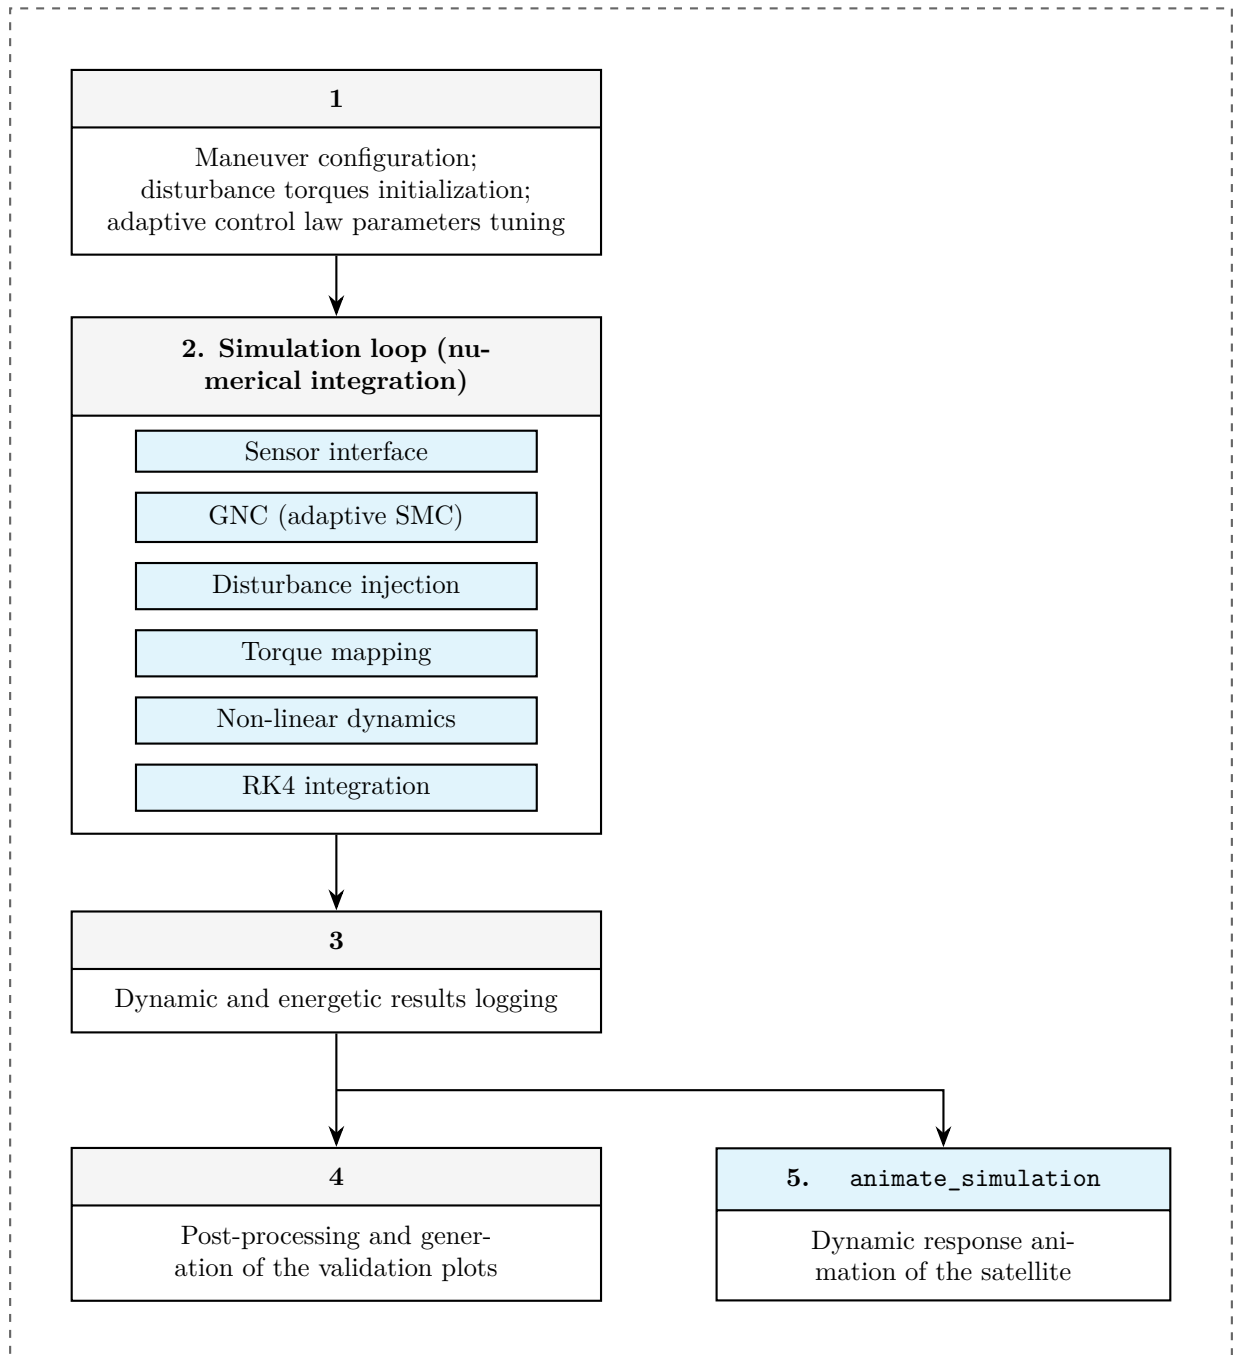 1
Maneuver configuration;
disturbance torques initialization;
adaptive control law parameters tuning
2. Simulation loop (nu-
merical integration)
Sensor interface
GNC (adaptive SMC)
Disturbance injection
Torque mapping
Non-linear dynamics
RK4 integration
3
Dynamic and energetic results logging
4
Post-processing and gener-
ation of the validation plots
5. animate_simulation
Dynamic response ani-
mation of the satellite